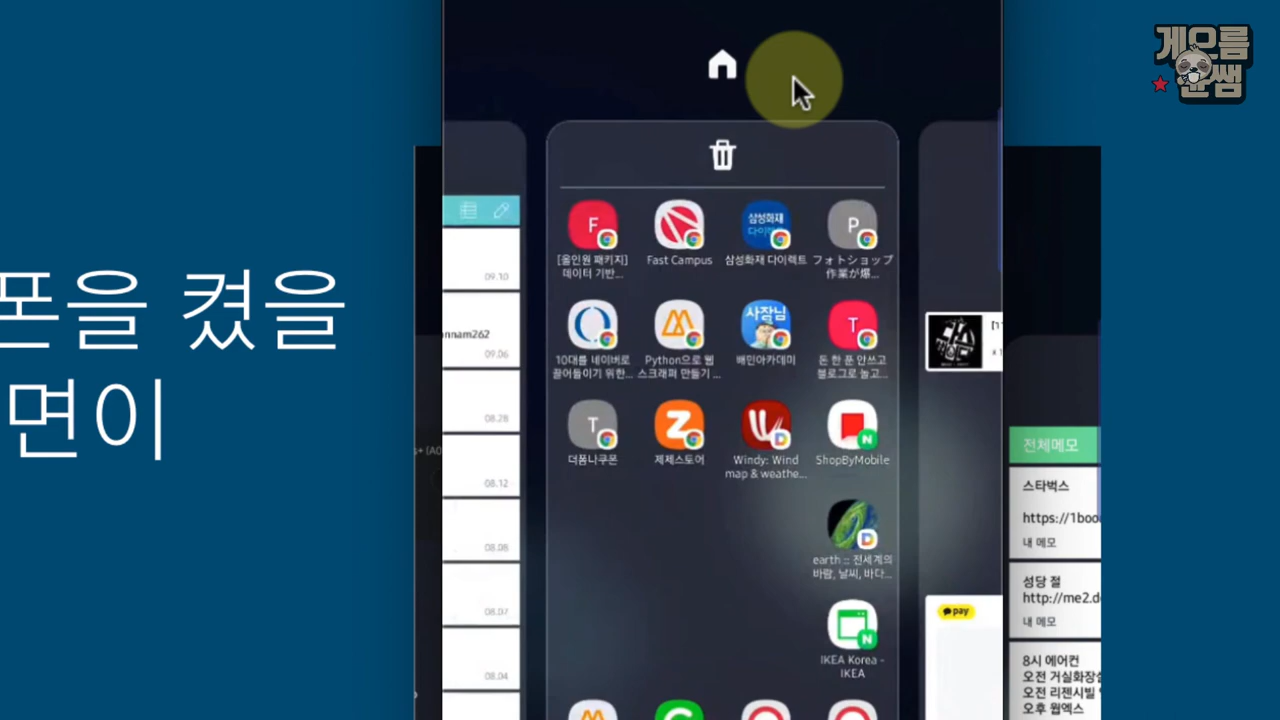 게으름
윤쌤
폰을 켰을
면이
F
삼성화재
다이렉트
P
[올인원 패키지]
데이터 기반...
Fast Campus
삼성화재 다이렉트
フォトショップ
作業が爆...
사장님
T
10대를 네이버로
끌어들이기 위한...
Python으로 웹
스크래퍼 만들기 ...
배민아카데미
돈 한 푼 안쓰고
블로그로 놀고...
T
Z
D
N
더폼나쿠폰
제제스토어
Windy: Wind
map & weathe...
ShopByMobile
D
earth :: 전세계의
바람, 날씨, 바다...
N
IKEA Korea -
IKEA
09.10
nnam262
09.06
08.28
08.12
08.08
08.07
08.04
pay
전체메모
스타벅스
https://1boo
내 메모
성당 절
http://me2.d
내 메모
8시 에어컨
오전 거실화장실
오전 리젠시빌
오후 웹엑스